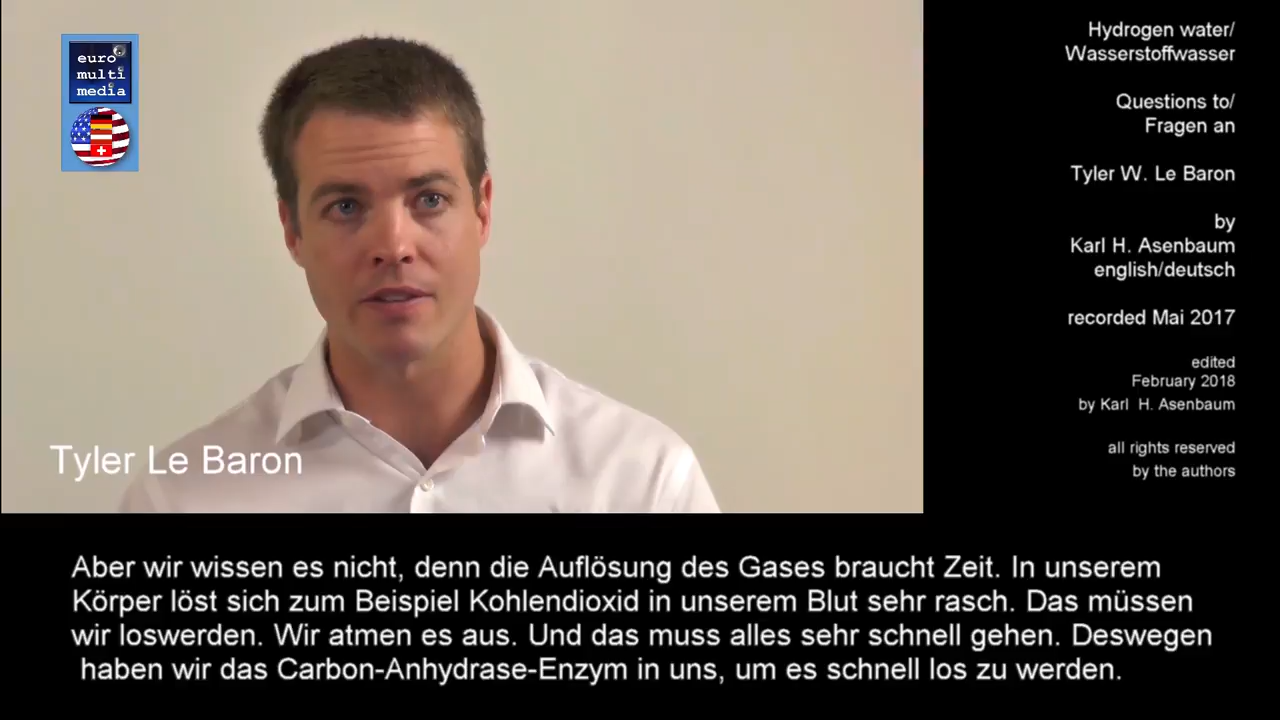 euro
multi
media
Tyler Le Baron
Hydrogen water/
Wasserstoffwasser
Questions to/
Fragen an
Tyler W. Le Baron
by
Karl H. Asenbaum
english/deutsch
recorded Mai 2017
edited
February 2018
by Karl H. Asenbaum
all rights reserved
by the authors
Aber wir wissen es nicht, denn die Auflösung des Gases braucht Zeit. In unserem
Körper löst sich zum Beispiel Kohlendioxid in unserem Blut sehr rasch. Das müssen
wir loswerden. Wir atmen es aus. Und das muss alles sehr schnell gehen. Deswegen
haben wir das Carbon-Anhydrase-Enzym in uns, um es schnell los zu werden.